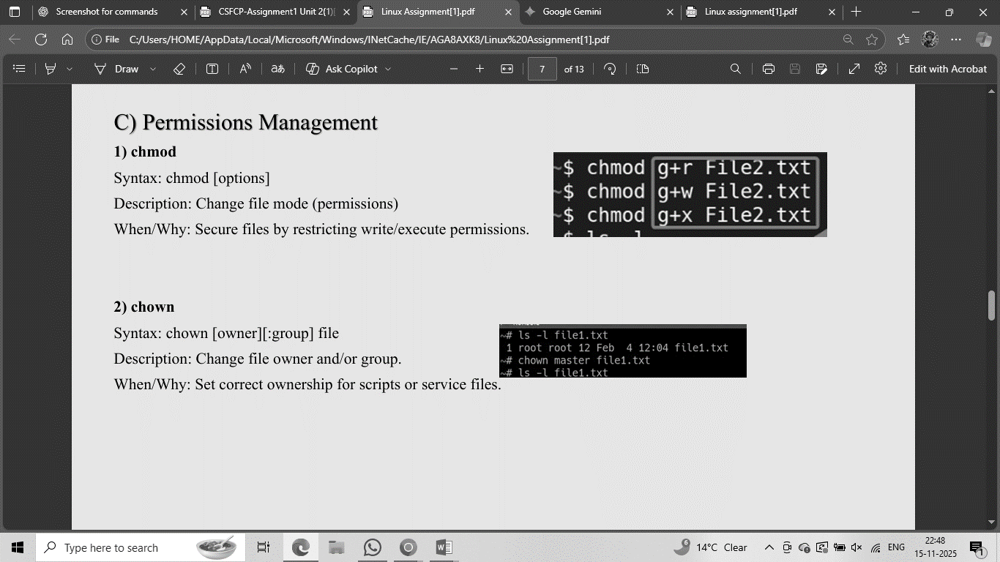 Screenshot for commands
CSFCP-Assignment1 Unit 2(1)
Linux Assignment[1].pdf
Google Gemini
Linux assignment[1].pdf
File C:/Users/HOME/AppData/Local/Microsoft/Windows/INetCache/IE/AGA8AXK8/Linux%20Assignment[1].pdf
Draw
aあ
Ask Copilot
7 of 13
Edit with Acrobat
C) Permissions Management
1) chmod
Syntax: chmod [options]
Description: Change file mode (permissions)
When/Why: Secure files by restricting write/execute permissions.
~$ chmod g+r File2.txt
~$ chmod g+w File2.txt
~$ chmod g+x File2.txt
2) chown
Syntax: chown [owner][:group] file
Description: Change file owner and/or group.
When/Why: Set correct ownership for scripts or service files.
~# ls -l file1.txt
1 root root 12 Feb 4 12:04 file1.txt
~# chown master file1.txt
~# ls -l file1.txt
Type here to search
6
14°C Clear
ENG
22:48
15-11-2025
1